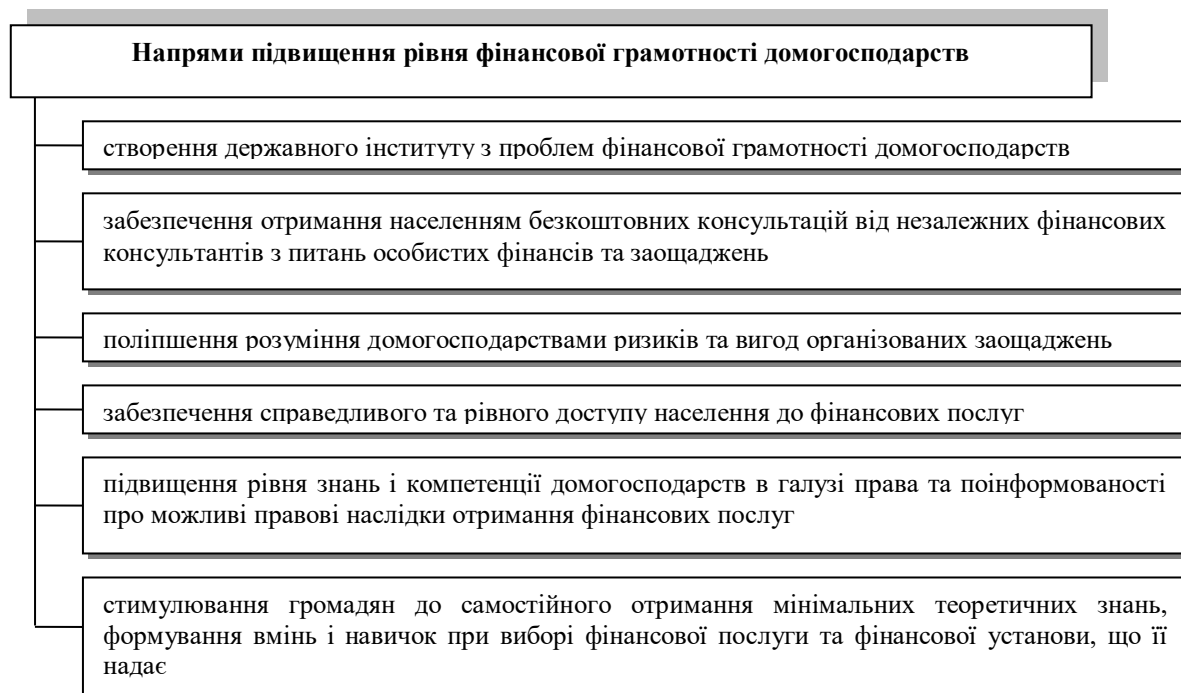 Напрями підвищення рівня фінансової грамотності домогосподарств
створення державного інституту з проблем фінансової грамотності домогосподарств
забезпечення отримання населенням безкоштовних консультацій від незалежних фінансових
консультантів з питань особистих фінансів та заощаджень
поліпшення розуміння домогосподарствами ризиків та вигод організованих заощаджень
забезпечення справедливого та рівного доступу населення до фінансових послуг
підвищення рівня знань і компетенції домогосподарств в галузі права та поінформованості
про можливі правові наслідки отримання фінансових послуг
стимулювання громадян до самостійного отримання мінімальних теоретичних знань,
формування вмінь і навичок при виборі фінансової послуги та фінансової установи, що її
надає